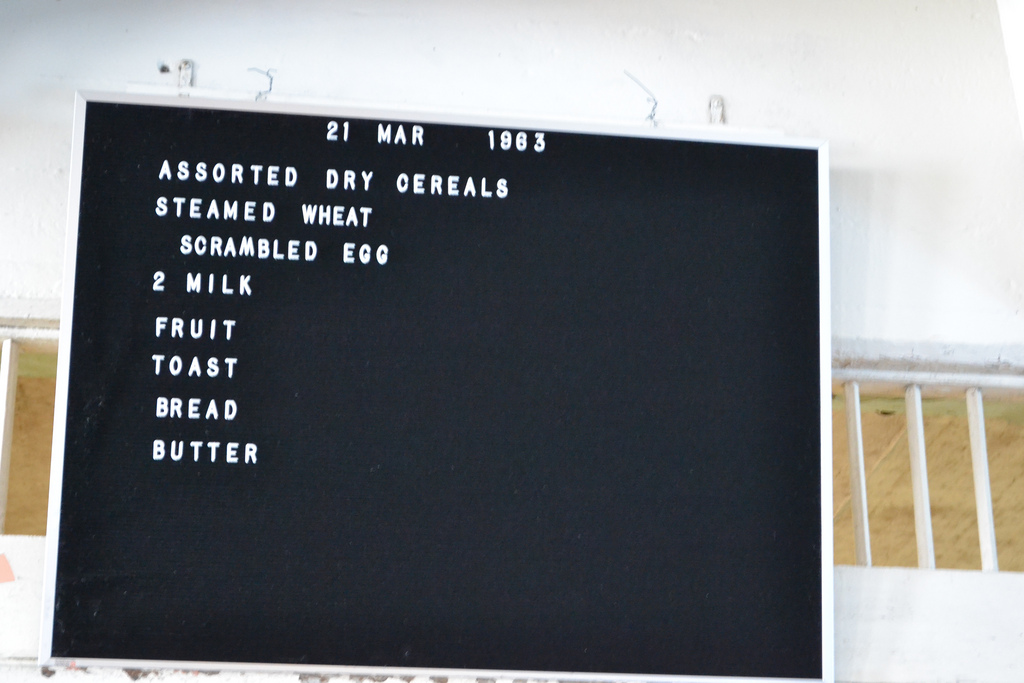 21 MAR 1963
ASSORTED DRY CEREALS
STEAMED WHEAT
SCRAMBLED EGG
2 MILK
FRUIT
TOAST
BREAD
BUTTER